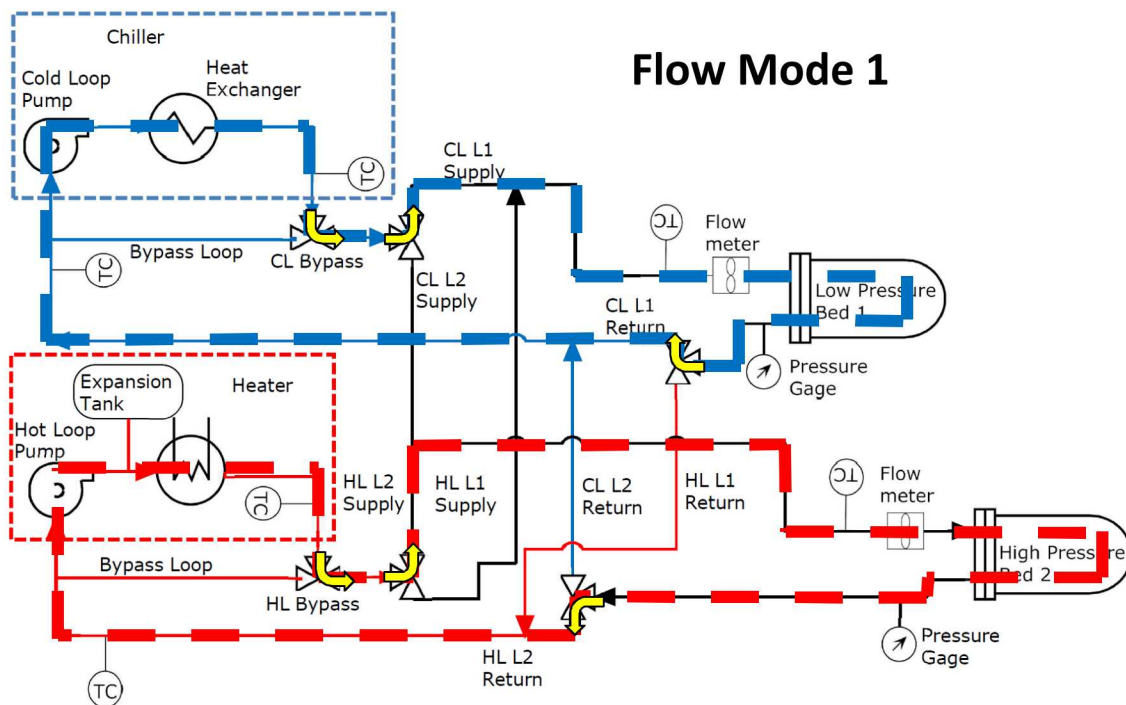 Flow Mode 1
Chiller
Cold Loop
Pump
Heat
Exchanger
TC
CL L1
Supply
TC
Flow
meter
Bypass Loop
CL Bypass
TC
CL L2
Supply
Low Pressure
Bed 1
CL L1
Return
Pressure
Gage
Expansion
Tank
Heater
Hot Loop
Pump
TC
HL L2
Supply
HL L1
Supply
CL L2
Return
HL L1
Return
TC
Flow
meter
Bypass Loop
HL Bypass
High Pressure
Bed 2
HL L2
Return
Pressure
Gage
TC